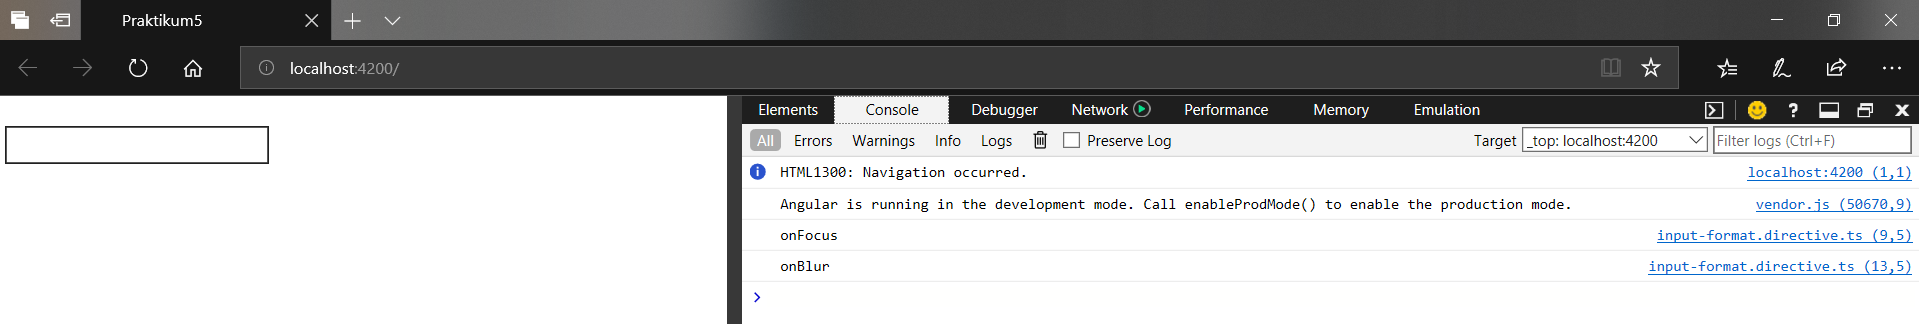 Praktikum5
localhost:4200/
Elements Console Debugger Network Performance Memory Emulation ?
All Errors Warnings Info Logs Preserve Log Target _top: localhost:4200 Filter logs (Ctrl+F)
HTML1300: Navigation occurred. localhost:4200 (1,1)
Angular is running in the development mode. Call enableProdMode() to enable the production mode. vendor.js (50670,9)
onFocus input-format.directive.ts (9,5)
onBlur input-format.directive.ts (13,5)